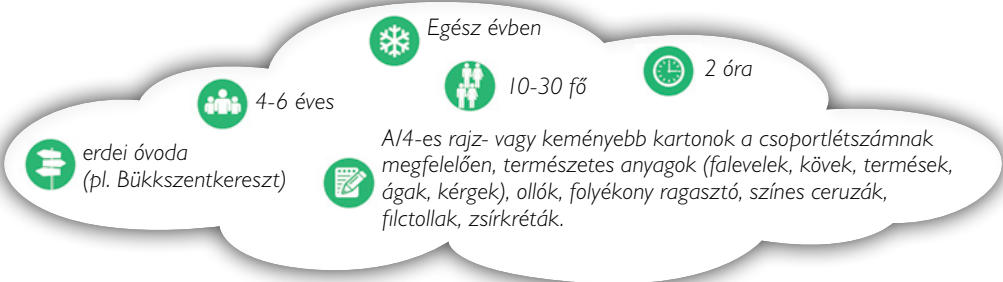 Egész évben
2 óra
10-30 fő
4-6 éves
erdei óvoda
(pl. Bükkszentkereszt)
A/4-es rajz- vagy keményebb kartonok a csoportlétszámnak
megfelelően, természetes anyagok (falevelek, kövek, termések,
ágak, kérgek), ollók, folyékony ragasztó, színes ceruzák,
filctollak, zsírkréták.